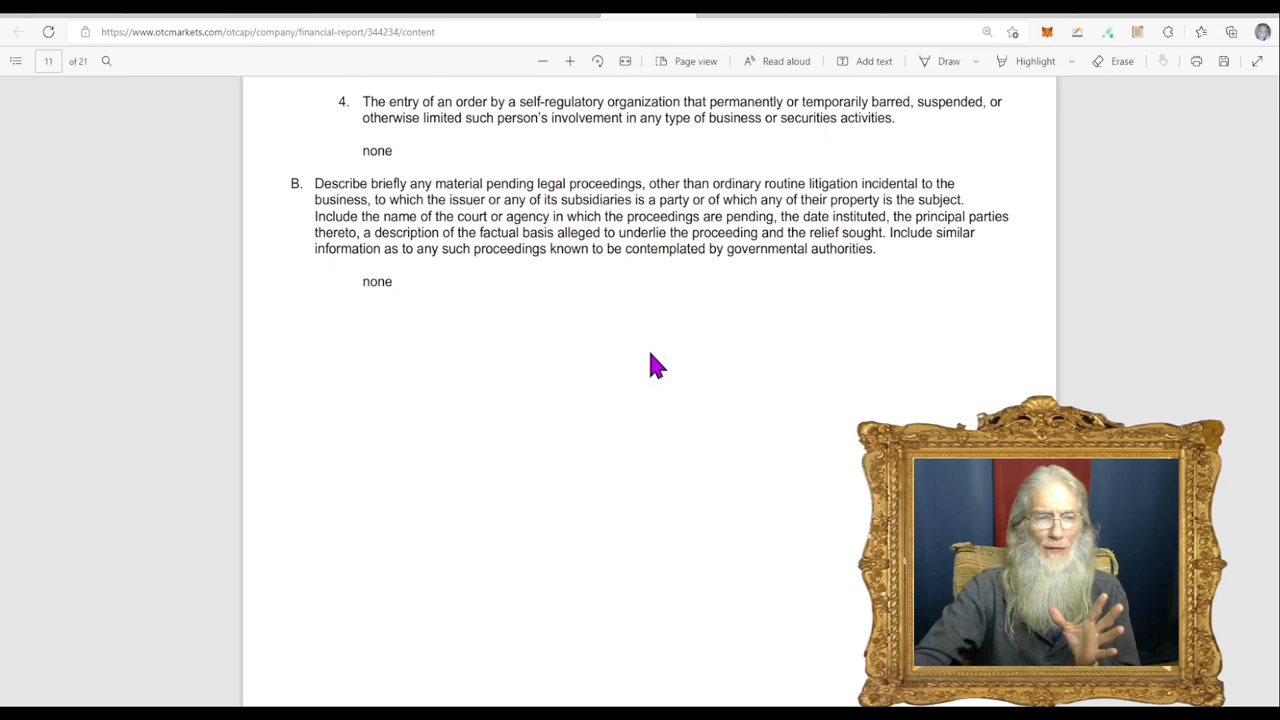 https://www.otcmarkets.com/otcapi/company/financial-report/344234/content
11 of 21
Page view
Read aloud
Add text
Draw
Highlight
Erase
4. The entry of an order by a self-regulatory organization that permanently or temporarily barred, suspended, or
otherwise limited such person's involvement in any type of business or securities activities.
none
B. Describe briefly any material pending legal proceedings, other than ordinary routine litigation incidental to the
business, to which the issuer or any of its subsidiaries is a party or of which any of their property is the subject.
Include the name of the court or agency in which the proceedings are pending, the date instituted, the principal parties
thereto, a description of the factual basis alleged to underlie the proceeding and the relief sought. Include similar
information as to any such proceedings known to be contemplated by governmental authorities.
none